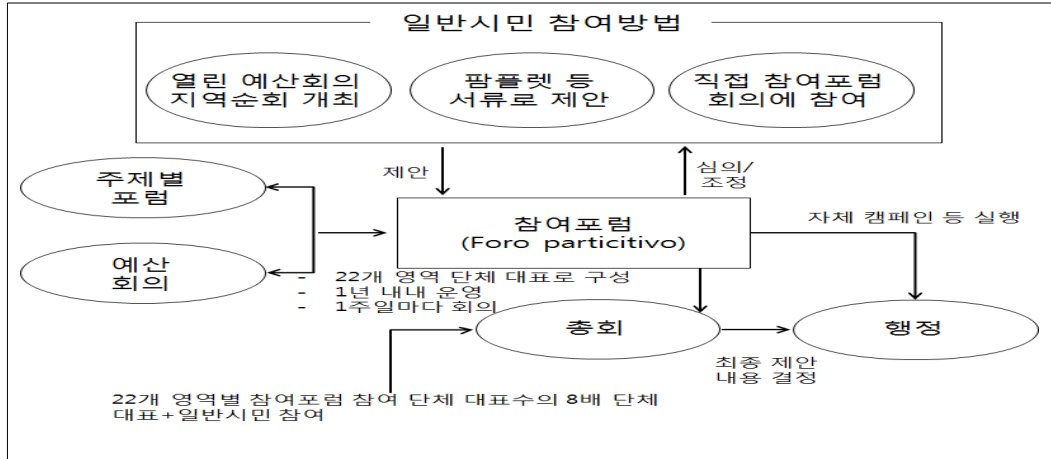 일반시민 참여방법
열린 예산회의
지역순회 개최
팜플렛 등
서류로 제안
직접 참여포럼
회의에 참여
제안
심의/
조정
주제별
포럼
참여포럼
(Foro particitivo)
자체 캠페인 등 실행
예산
회의
- 22개 영역 단체 대표로 구성
- 1년 내내 운영
- 1주일마다 회의
총회
행정
최종 제안
내용 결정
22개 영역별 참여포럼 참여 단체 대표수의 8배 단체
대표+일반시민 참여